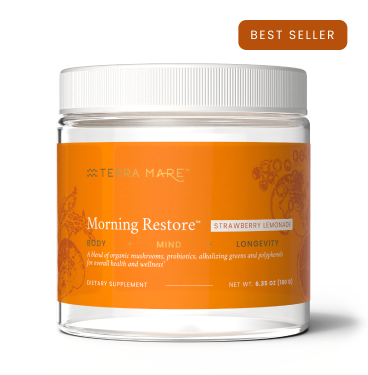 BEST SELLER
TERRA MARE™
Morning Restore™ STRAWBERRY LEMONADE
BODY MIND LONGEVITY
A blend of organic mushrooms, probiotics, alkalizing greens and polyphenols
for overall health and wellness*
DIETARY SUPPLEMENT NET WT. 6.35 OZ (180 G)